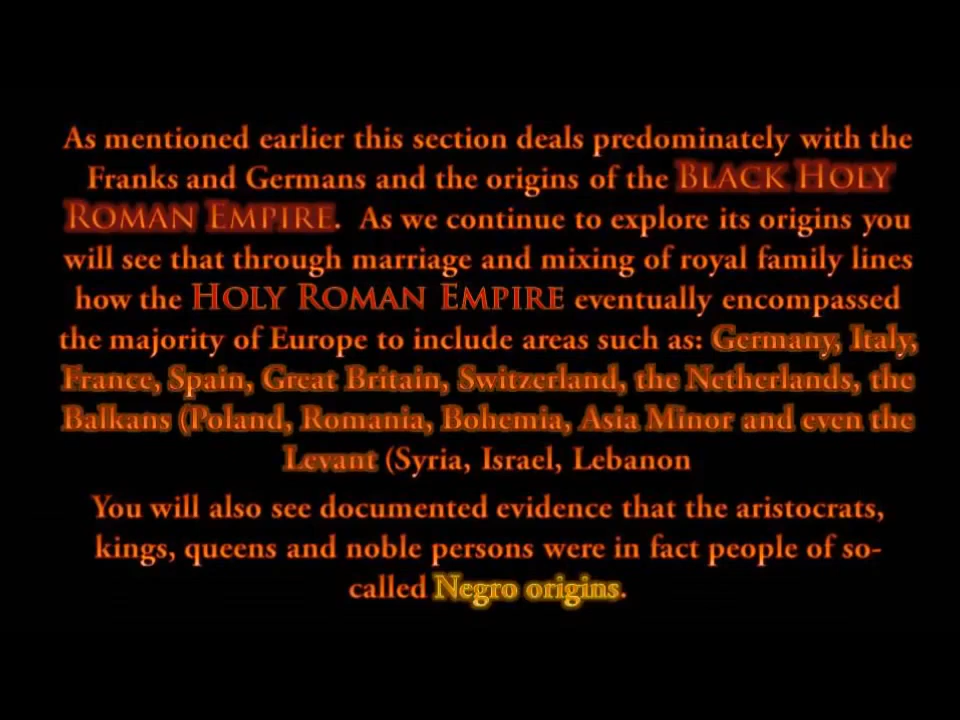 As mentioned earlier this section deals predominately with the
Franks and Germans and the origins of the BLACK HOLY
ROMAN EMPIRE. As we continue to explore its origins you
will see that through marriage and mixing of royal family lines
how the HOLY ROMAN EMPIRE eventually encompassed
the majority of Europe to include areas such as: Germany, Italy,
France, Spain, Great Britain, Switzerland, the Netherlands, the
Balkans (Poland, Romania, Bohemia, Asia Minor and even the
Levant (Syria, Israel, Lebanon
You will also see documented evidence that the aristocrats,
kings, queens and noble persons were in fact people of so-
called Negro origins.